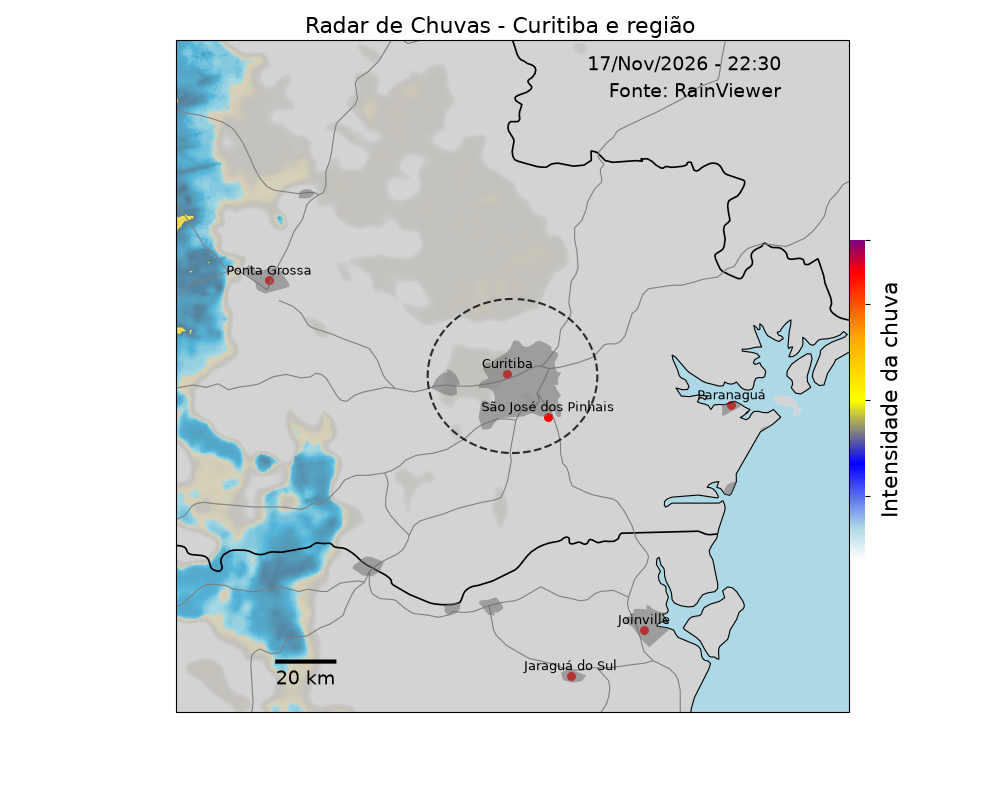 Radar de Chuvas - Curitiba e região
17/Nov/2026 - 22:30
Fonte: RainViewer
Ponta Grossa
Curitiba
Paranaguá
São José dos Pinhais
Joinville
Jaraguá do Sul
20 km
Intensidade da chuva